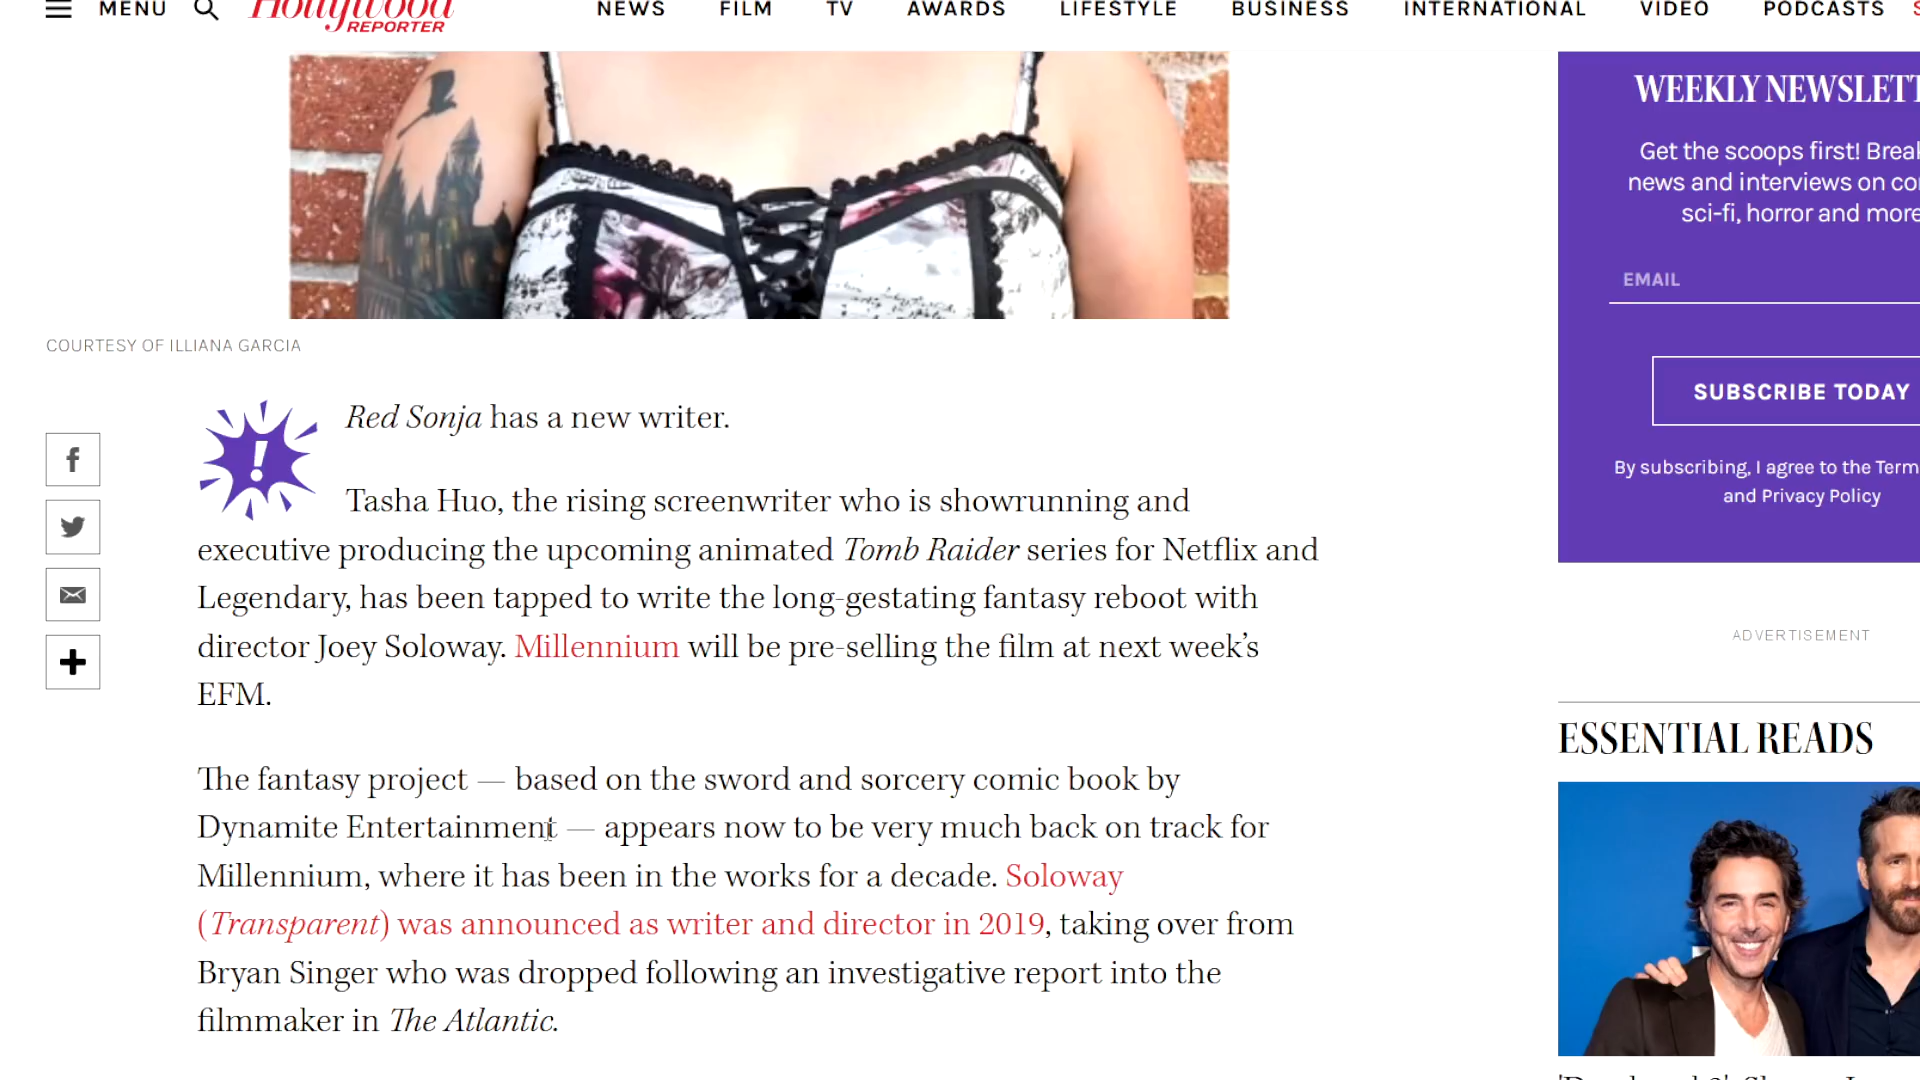 MENU
Hollywood
REPORTER
NEWS
FILM
TV
AWARDS
LIFESTYLE
BUSINESS
INTERNATIONAL
VIDEO
PODCASTS
COURTESY OF ILLIANA GARCIA
Red Sonja has a new writer.
Tasha Huo, the rising screenwriter who is showrunning and
executive producing the upcoming animated Tomb Raider series for Netflix and
Legendary, has been tapped to write the long-gestating fantasy reboot with
director Joey Soloway. Millennium will be pre-selling the film at next week’s
EFM.
The fantasy project — based on the sword and sorcery comic book by
Dynamite Entertainment — appears now to be very much back on track for
Millennium, where it has been in the works for a decade. Soloway
(Transparent) was announced as writer and director in 2019, taking over from
Bryan Singer who was dropped following an investigative report into the
filmmaker in The Atlantic.
WEEKLY NEWSLETT
Get the scoops first! Break
news and interviews on co
sci-fi, horror and more
EMAIL
SUBSCRIBE TODAY
By subscribing, I agree to the Term
and Privacy Policy
ADVERTISEMENT
ESSENTIAL READS